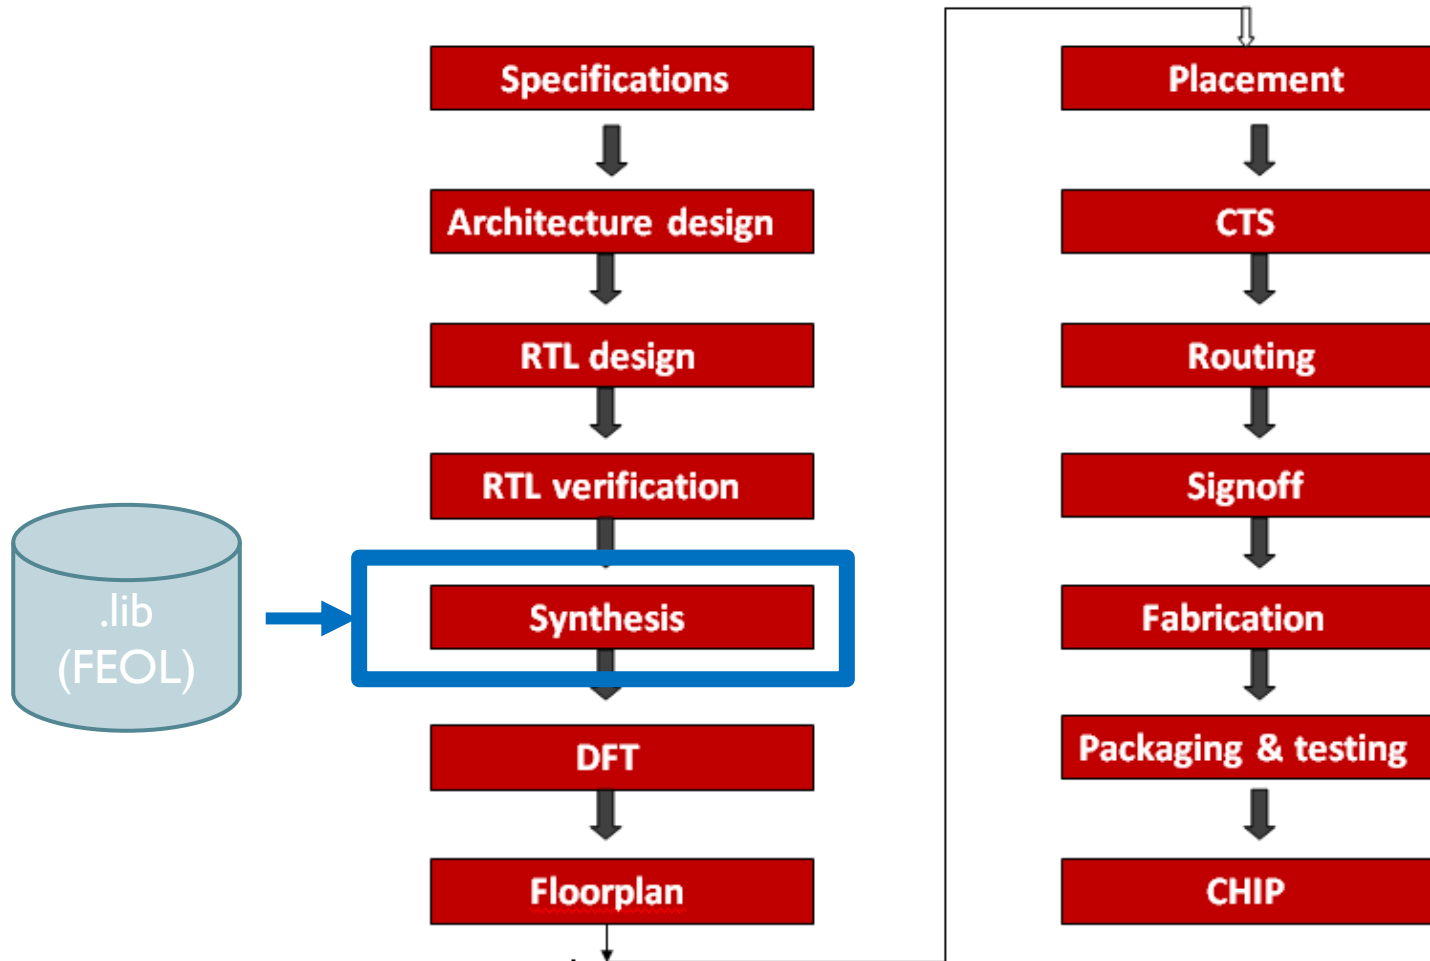 Specifications
Architecture design
RTL design
RTL verification
.lib
(FEOL)
Synthesis
DFT
Floorplan
Placement
CTS
Routing
Signoff
Fabrication
Packaging & testing
CHIP